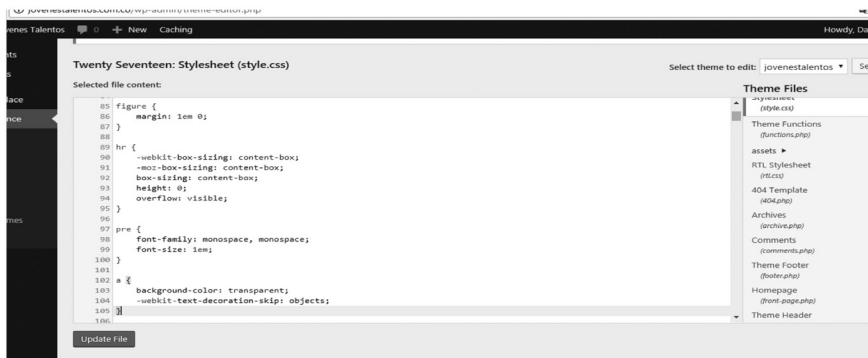 jovenestalentos.com.co/wp-admin/theme-editor.php
venes Talentos 0 + New Caching Howdy, Da
nts
s
lace
nce
mes
Twenty Seventeen: Stylesheet (style.css)
Select theme to edit: jovenestalentos Se
Selected file content:
85 figure {
86 margin: 1em 0;
87 }
88
89 hr {
90 -webkit-box-sizing: content-box;
91 -moz-box-sizing: content-box;
92 box-sizing: content-box;
93 height: 0;
94 overflow: visible;
95 }
96
97 pre {
98 font-family: monospace, monospace;
99 font-size: 1em;
100 }
101
102 a {
103 background-color: transparent;
104 -webkit-text-decoration-skip: objects;
105 }
106
Update File
Theme Files
Stylesheet
(style.css)
Theme Functions
(functions.php)
assets ▸
RTL Stylesheet
(rtl.css)
404 Template
(404.php)
Archives
(archive.php)
Comments
(comments.php)
Theme Footer
(footer.php)
Homepage
(front-page.php)
Theme Header